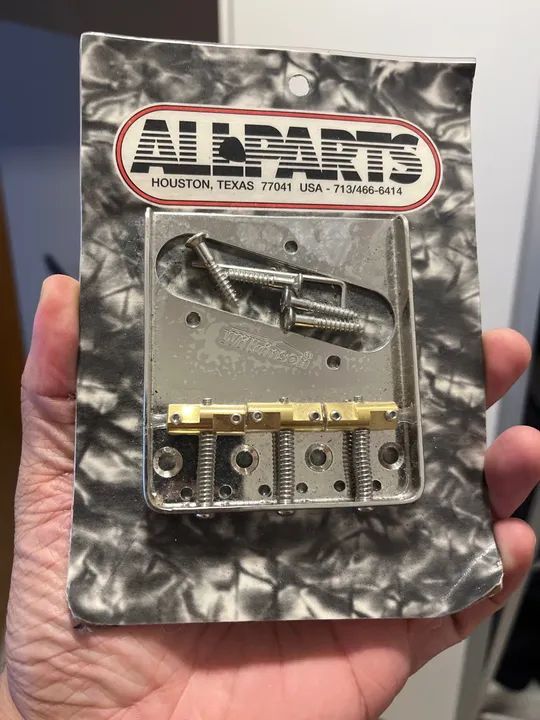 ALLPARTS
HOUSTON, TEXAS 77041 USA - 713/466-6414
Wilkinson®